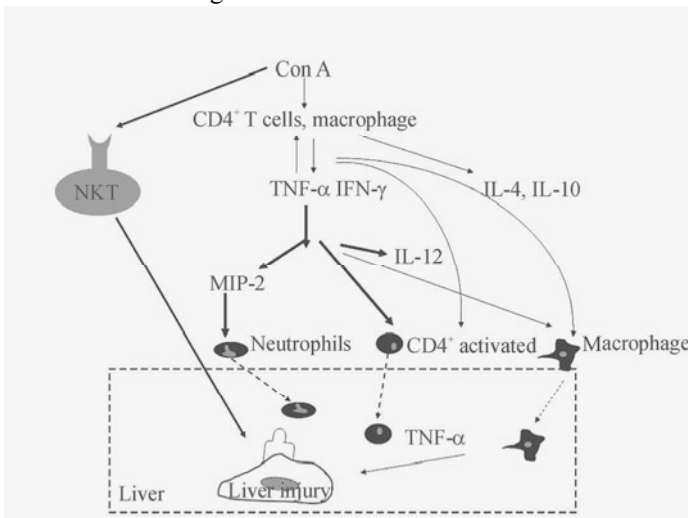 Con A
CD4⁺ T cells, macrophage
NKT
TNF-α IFN-γ
IL-4, IL-10
IL-12
MIP-2
Neutrophils
CD4⁺ activated
Macrophage
TNF-α
Liver
Liver injury